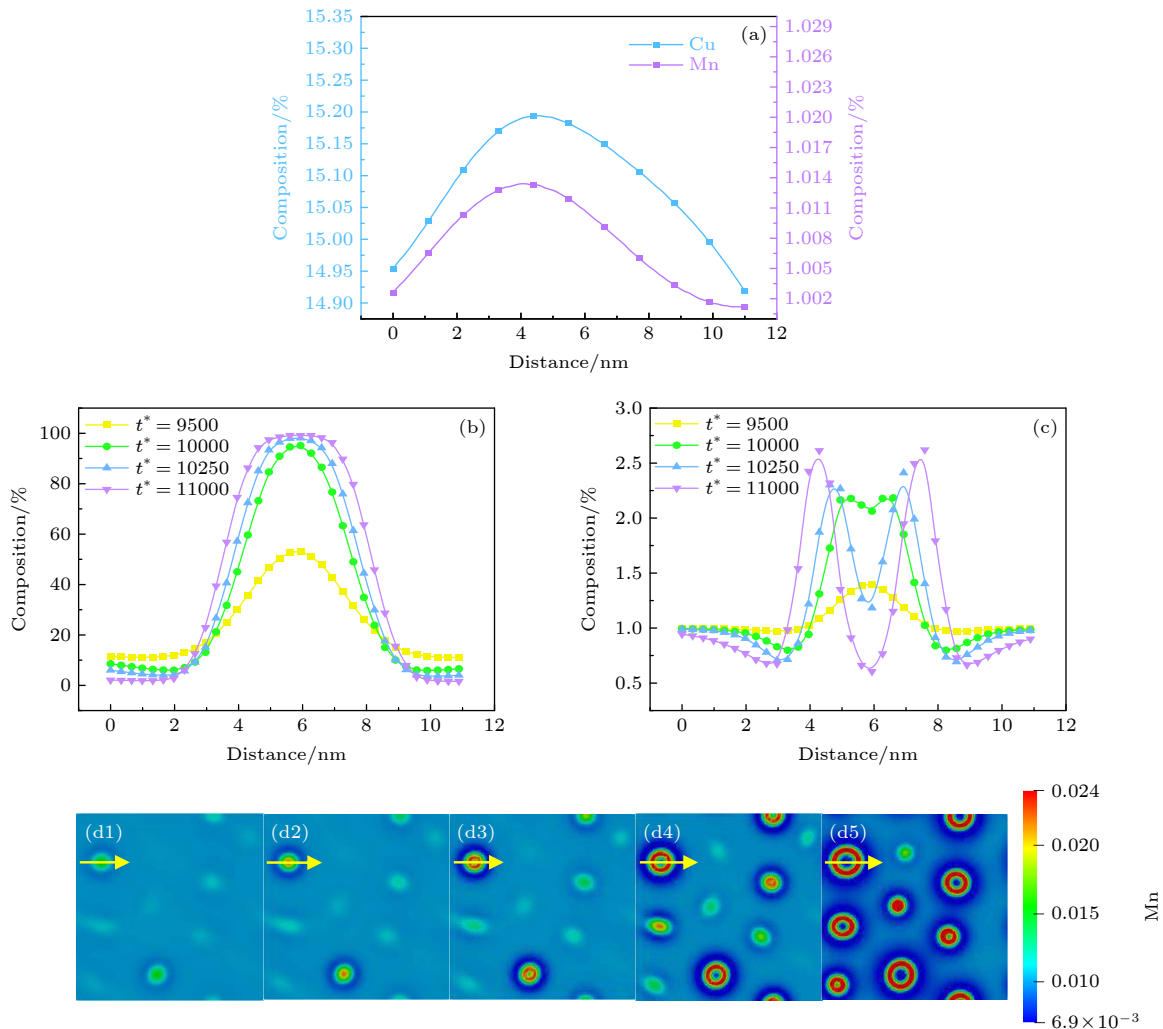 (a)
Cu
Mn
15.35
15.30
15.25
15.20
15.15
15.10
15.05
15.00
14.95
14.90
Composition/%
1.029
1.026
1.023
1.020
1.017
1.014
1.011
1.008
1.005
1.002
Composition/%
0 2 4 6 8 10 12
Distance/nm
(b)
t* = 9500
t* = 10000
t* = 10250
t* = 11000
100
80
60
40
20
0
Composition/%
0 2 4 6 8 10 12
Distance/nm
(c)
t* = 9500
t* = 10000
t* = 10250
t* = 11000
3.0
2.5
2.0
1.5
1.0
0.5
Composition/%
0 2 4 6 8 10 12
Distance/nm
(d1) (d2) (d3) (d4) (d5)
0.024
0.020
0.015
0.010
6.9×10⁻³
Mn